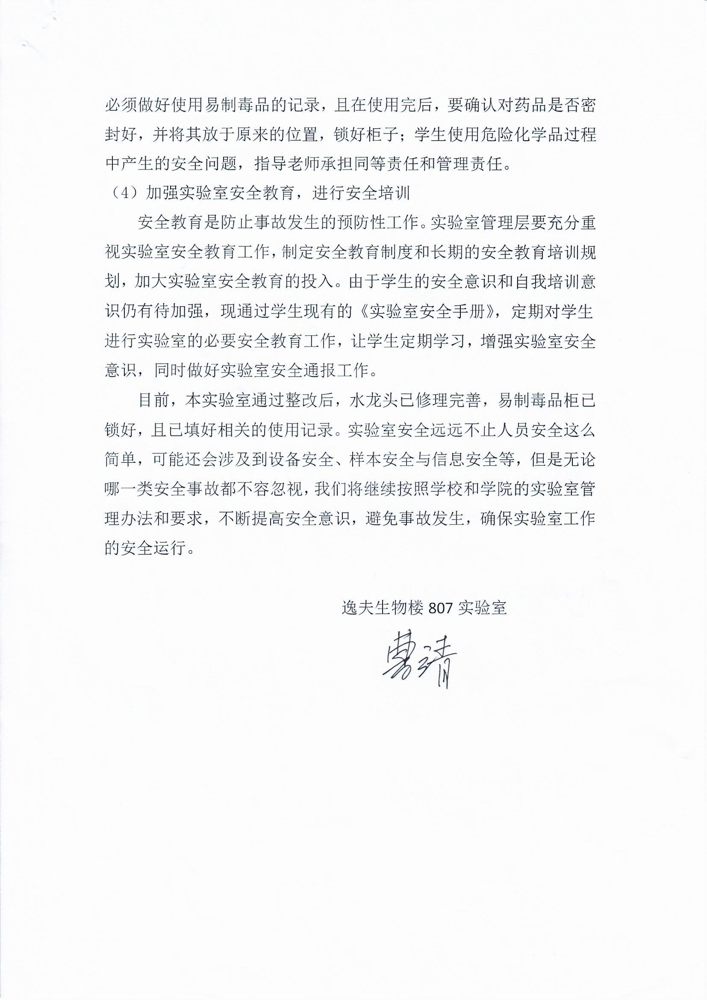 必须做好使用易制毒品的记录，且在使用完后，要确认对药品是否密
封好，并将其放于原来的位置，锁好柜子；学生使用危险化学品过程
中产生的安全问题，指导老师承担同等责任和管理责任。
（4）加强实验室安全教育，进行安全培训
安全教育是防止事故发生的预防性工作。实验室管理层要充分重
视实验室安全教育工作，制定安全教育制度和长期的安全教育培训规
划，加大实验室安全教育的投入。由于学生的安全意识和自我培训意
识仍有待加强，现通过学生现有的《实验室安全手册》，定期对学生
进行实验室的必要安全教育工作，让学生定期学习，增强实验室安全
意识，同时做好实验室安全通报工作。
目前，本实验室通过整改后，水龙头已修理完善，易制毒品柜已
锁好，且已填好相关的使用记录。实验室安全远远不止人员安全这么
简单，可能还会涉及到设备安全、样本安全与信息安全等，但是无论
哪一类安全事故都不容忽视，我们将继续按照学校和学院的实验室管
理办法和要求，不断提高安全意识，避免事故发生，确保实验室工作
的安全运行。
逸夫生物楼 807 实验室
曹靖